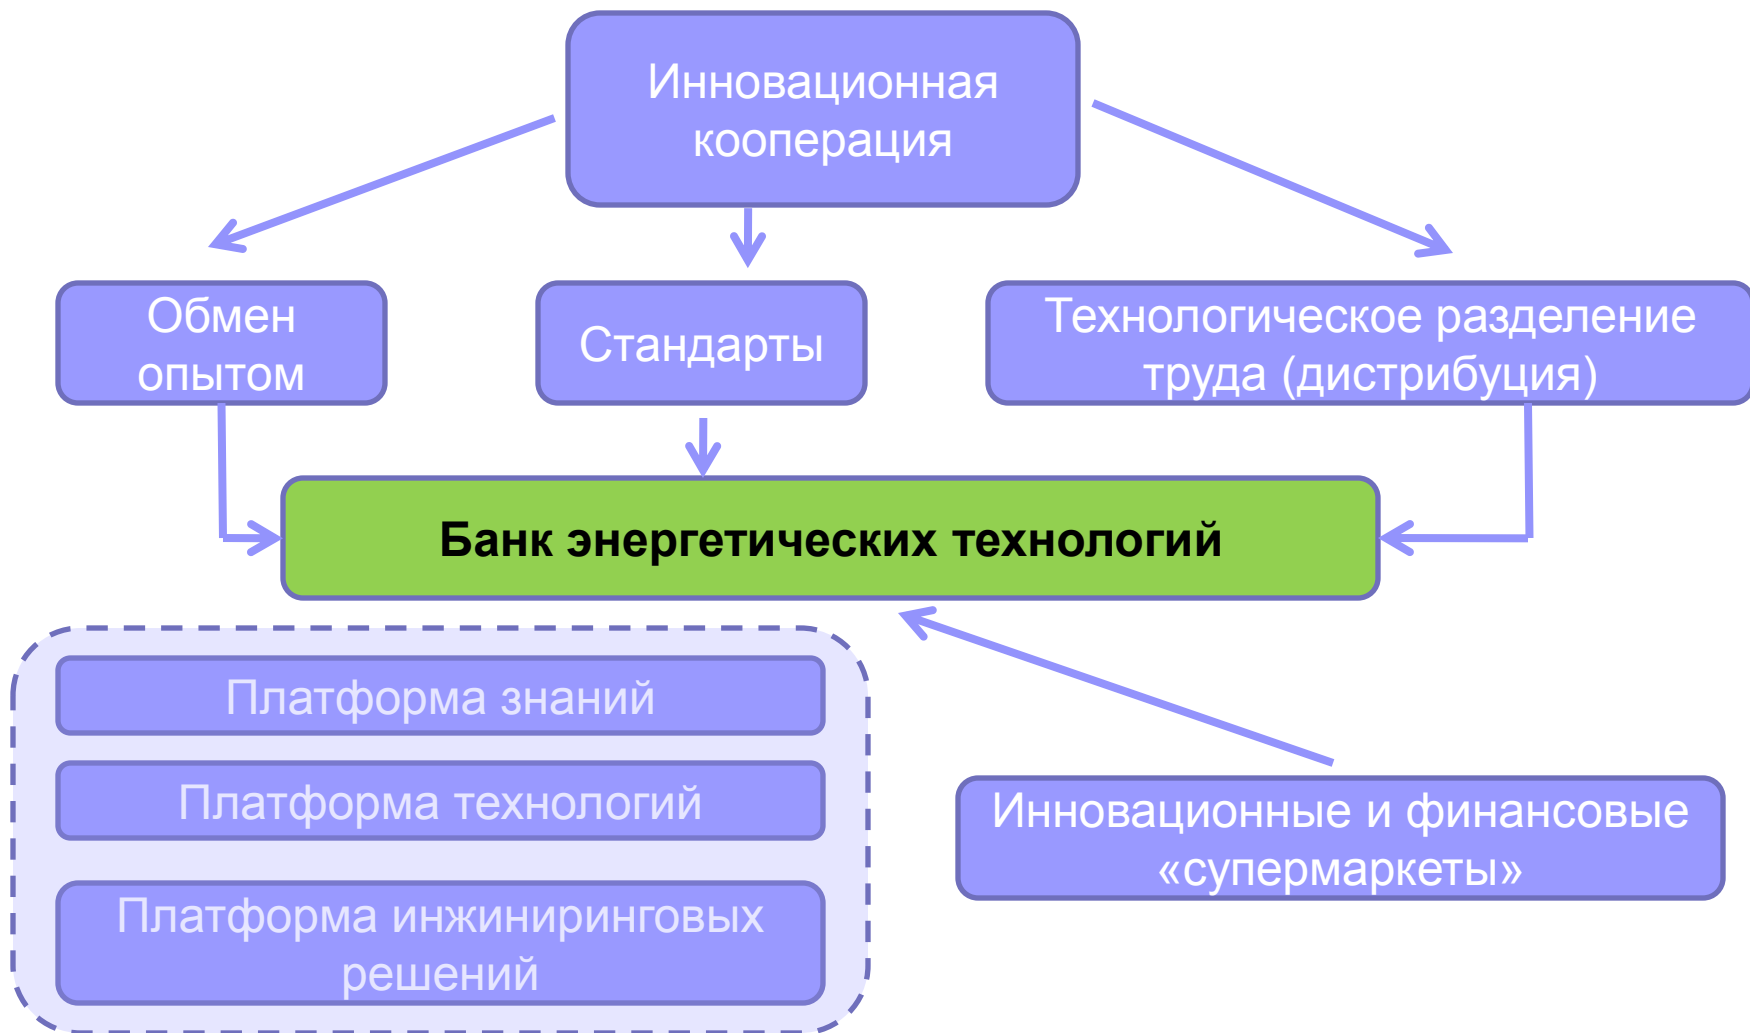 Инновационная
кооперация
Обмен
опытом
Стандарты
Технологическое разделение
труда (дистрибуция)
Банк энергетических технологий
Платформа знаний
Платформа технологий
Платформа инжиниринговых
решений
Инновационные и финансовые
«супермаркеты»